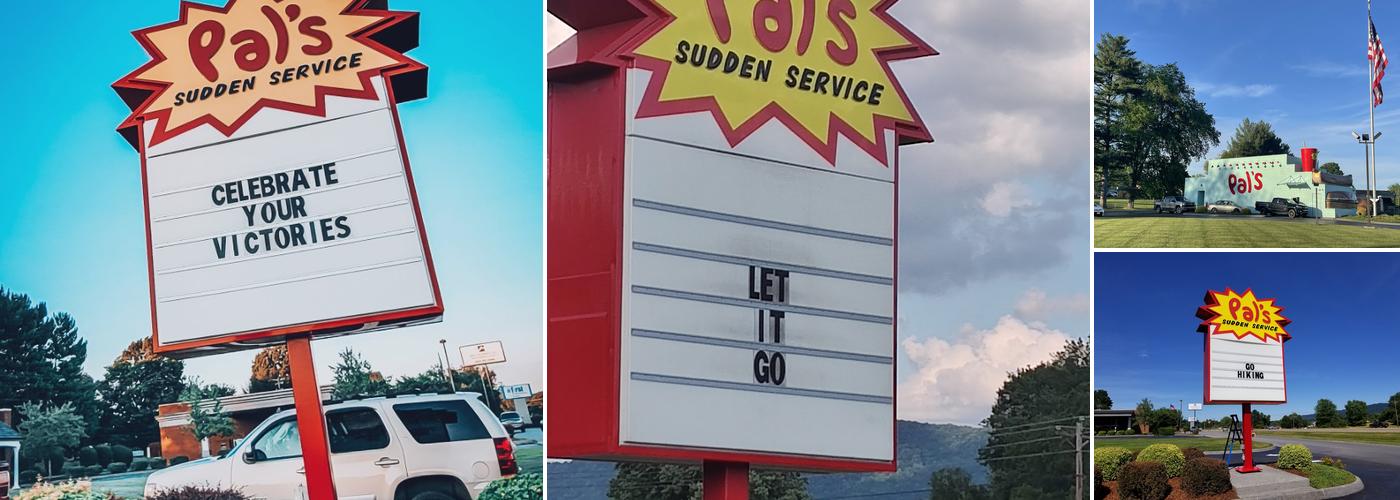 Pal's
SUDDEN SERVICE
CELEBRATE
YOUR
VICTORIES
Pal's
SUDDEN SERVICE
LET
IT
GO
Pal's
Pal's
SUDDEN SERVICE
GO
HIKING